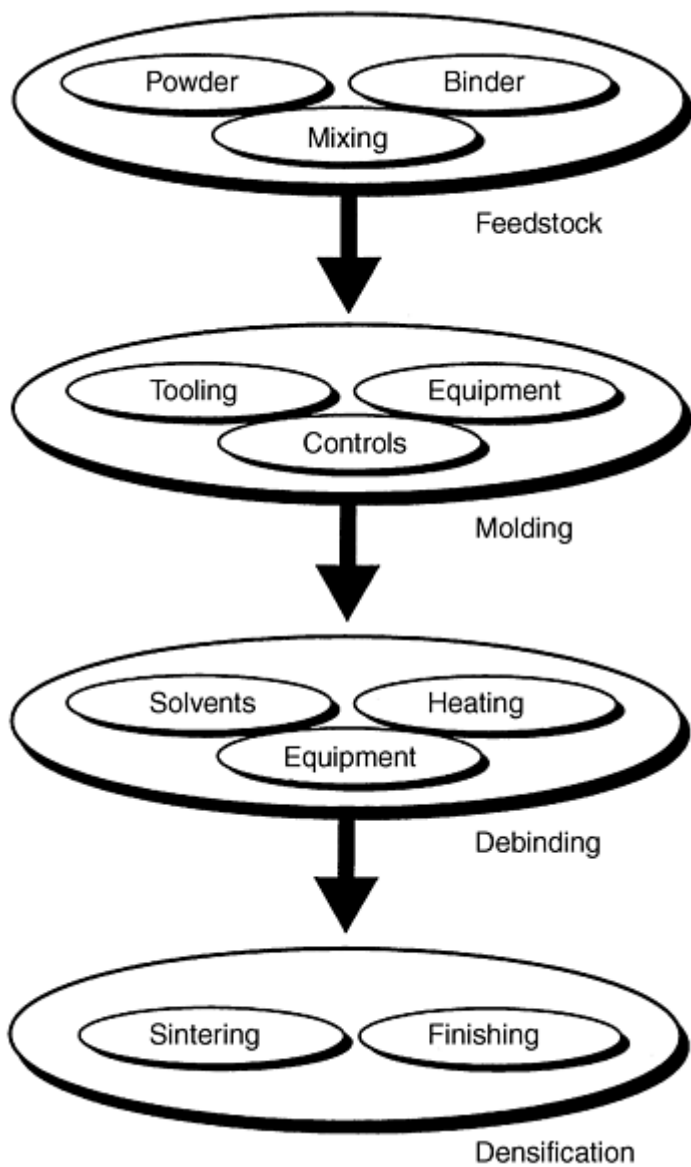 Powder
Binder
Mixing
Feedstock
Tooling
Equipment
Controls
Molding
Solvents
Heating
Equipment
Debinding
Sintering
Finishing
Densification